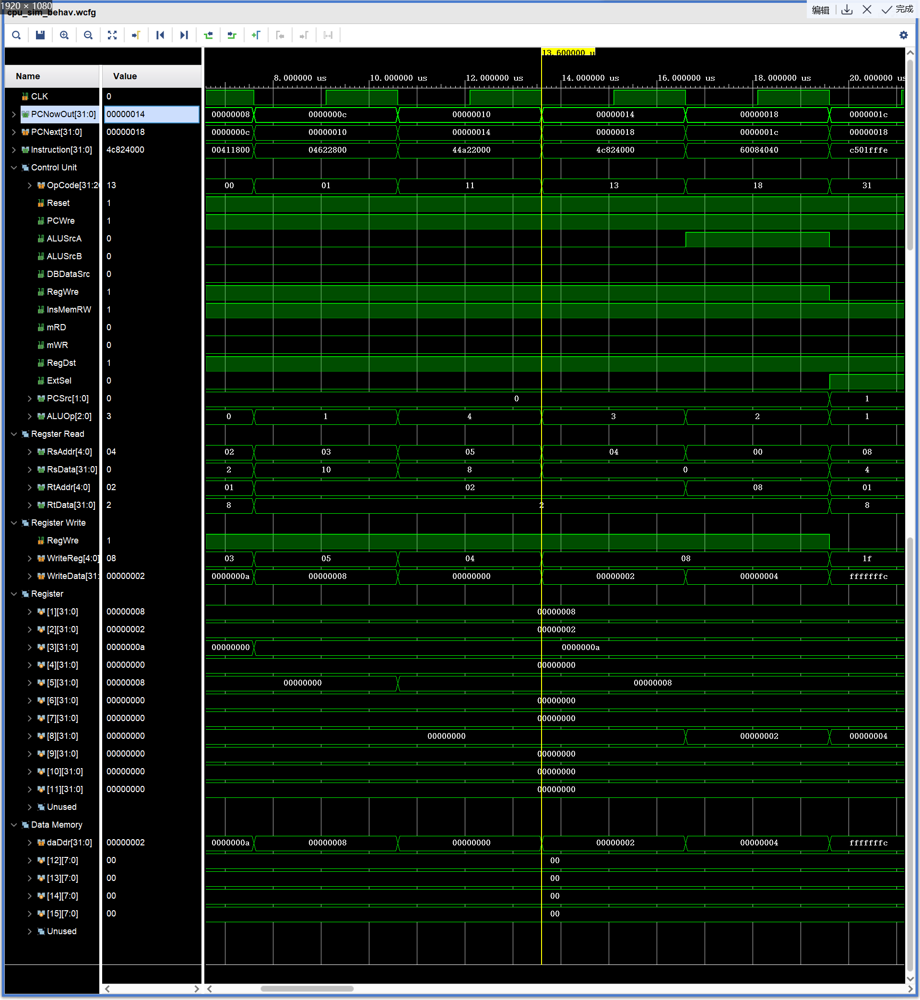 1920 × 1080
cpu_sim_behav.wcfg
编辑 完成
13.600000 u
Name Value
8.000000 us 10.000000 us 12.000000 us 14.000000 us 16.000000 us 18.000000 us 20.000000 us
CLK 0
PCNowOut[31:0] 00000014 00000008 0000000c 00000010 00000014 00000018 0000001c
PCNext[31:0] 00000018 0000000c 00000010 00000014 00000018 0000001c 00000018
Instruction[31:0] 4c824000 00411800 04622800 44a22000 4c824000 60084040 c501fffe
Control Unit
OpCode[31:26 13 00 01 11 13 18 31
Reset 1
PCWre 1
ALUSrcA 0
ALUSrcB 0
DBDataSrc 0
RegWre 1
InsMemRW 1
mRD 0
mWR 0
RegDst 1
ExtSel 0
PCSrc[1:0] 0 0 1
ALUOp[2:0] 3 0 1 4 3 2 1
Regster Read
RsAddr[4:0] 04 02 03 05 04 00 08
RsData[31:0] 0 2 10 8 0 4
RtAddr[4:0] 02 01 02 08 01
RtData[31:0] 2 8 2 8
Register Write
RegWre 1
WriteReg[4:0] 08 03 05 04 08 1f
WriteData[31: 00000002 0000000a 00000008 00000000 00000002 00000004 fffffffc
Register
[1][31:0] 00000008 00000008
[2][31:0] 00000002 00000002
[3][31:0] 0000000a 00000000 0000000a
[4][31:0] 00000000 00000000
[5][31:0] 00000008 00000000 00000008
[6][31:0] 00000000 00000000
[7][31:0] 00000000 00000000
[8][31:0] 00000000 00000000 00000002 00000004
[9][31:0] 00000000 00000000
[10][31:0] 00000000 00000000
[11][31:0] 00000000 00000000
Unused
Data Memory
daDdr[31:0] 00000002 0000000a 00000008 00000000 00000002 00000004 fffffffc
[12][7:0] 00 00
[13][7:0] 00 00
[14][7:0] 00 00
[15][7:0] 00 00
Unused